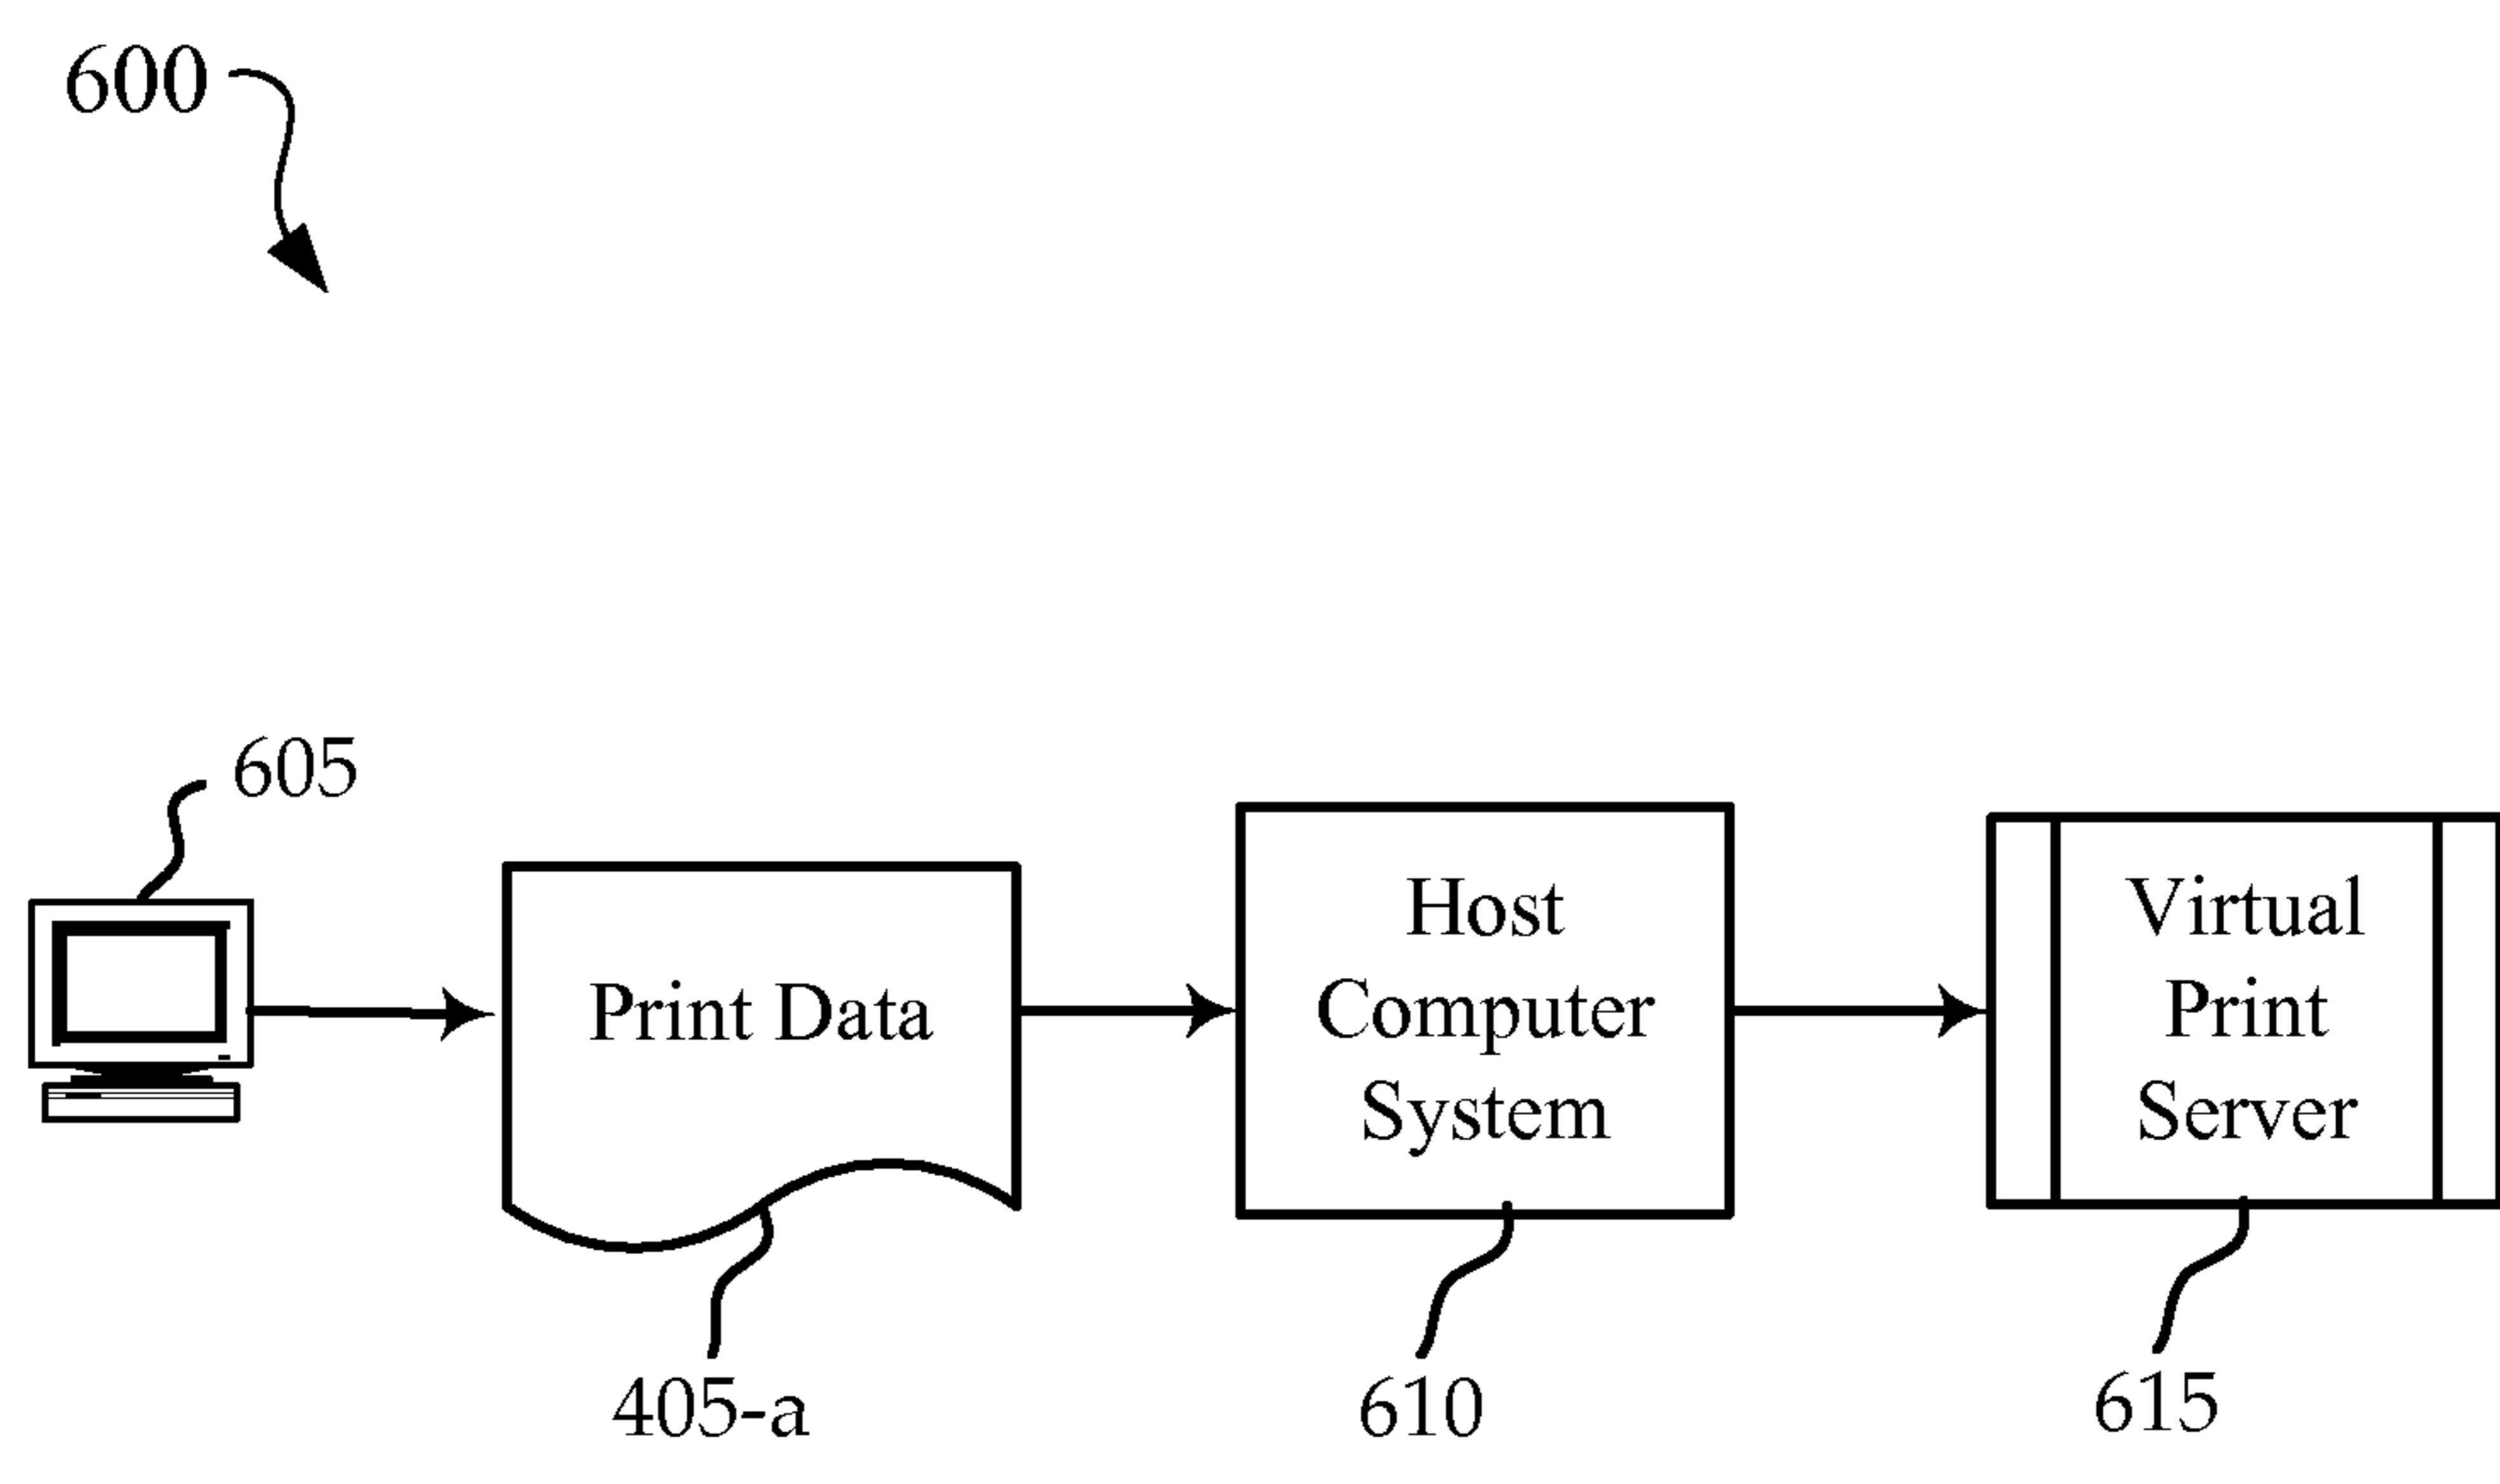 600
605
Print Data
Host
Computer
System
Virtual
Print
Server
405-a
610
615